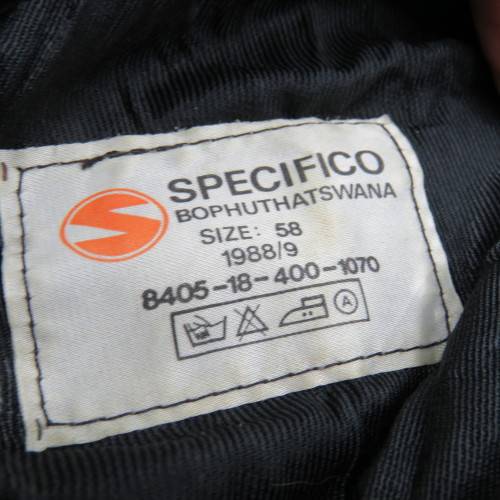 SPECIFICO
BOPHUTHATSWANA
SIZE: 58
1988/9
8405-18-400-1070
A